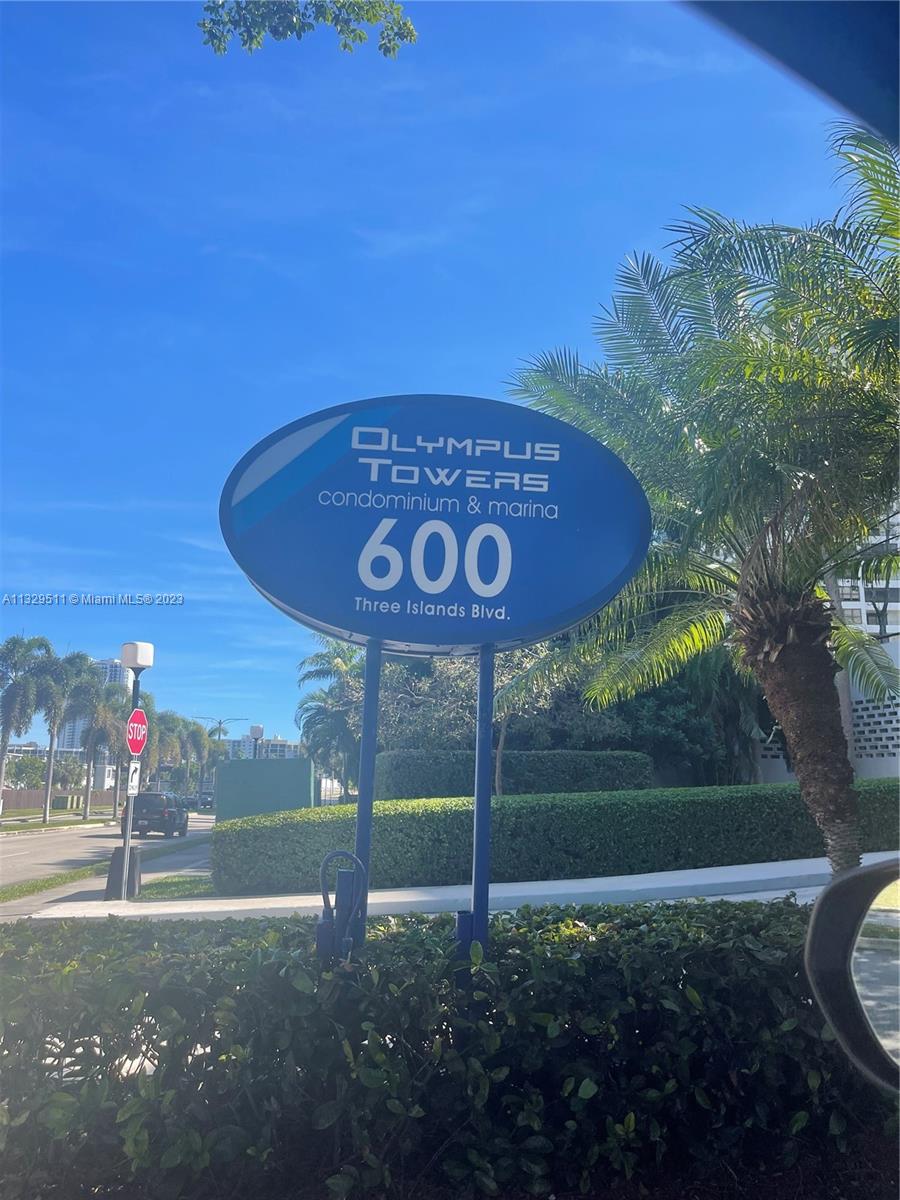 OLYMPUS
TOWERS
condominium & marina
600
Three Islands Blvd.
A11329511 © Miami MLS® 2023
STOP